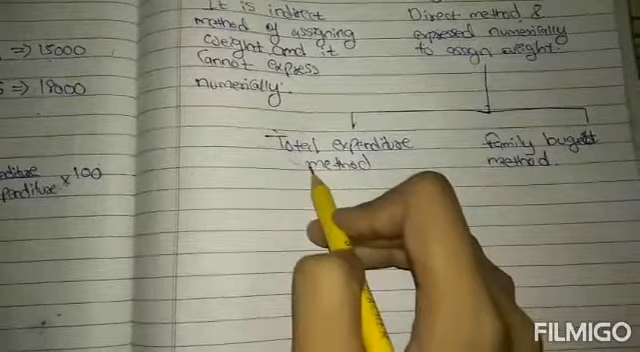 => 15000
=> 18000
×100
It is indirect
method of assigning
weight and it
Cannot express
numerically.
Direct method &
expressed numerically
to assign weight.
Total expenditure
method
family bugett
method.
FILMIGO